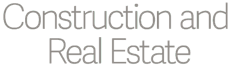 Construction and
Real Estate